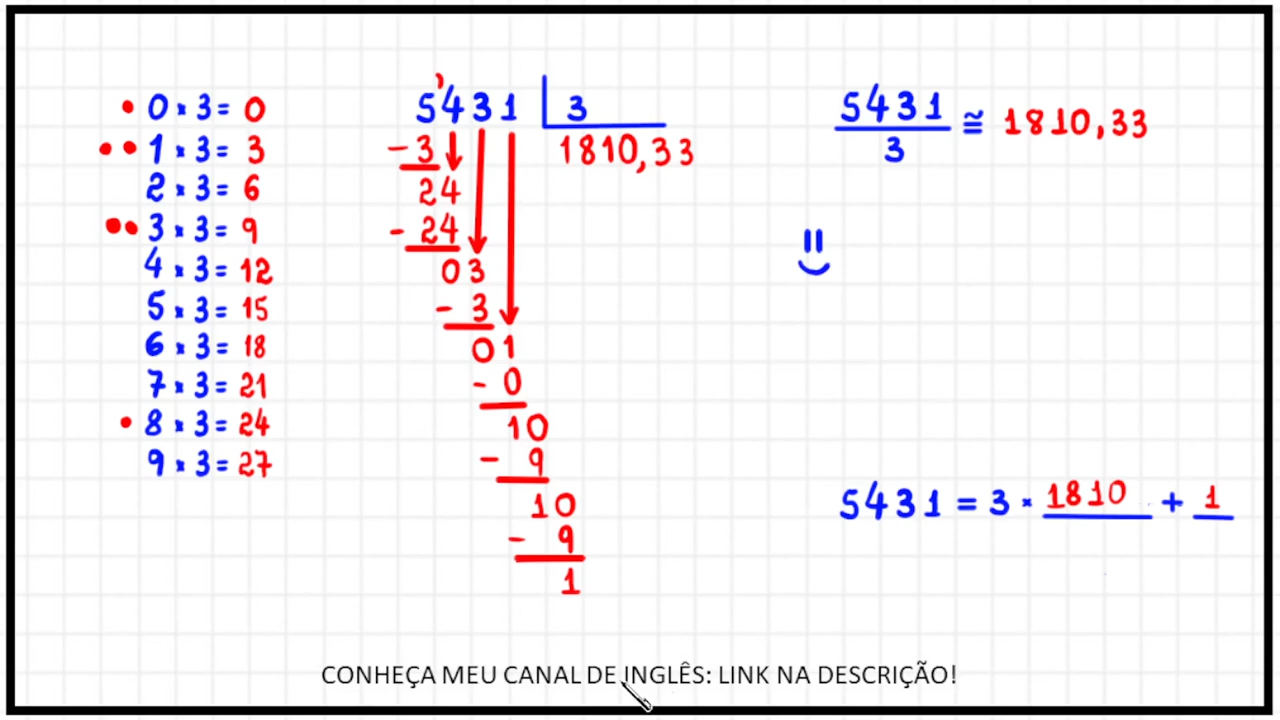 0 × 3 = 0
1 × 3 = 3
2 × 3 = 6
3 × 3 = 9
4 × 3 = 12
5 × 3 = 15
6 × 3 = 18
7 × 3 = 21
8 × 3 = 24
9 × 3 = 27
5'431 3
- 3 1810,33
24
- 24
03
- 3
01
- 0
10
- 9
10
- 9
1
5431 ≅ 1810,33
3
5431 = 3 × 1810 + 1
CONHEÇA MEU CANAL DE INGLÊS: LINK NA DESCRIÇÃO!